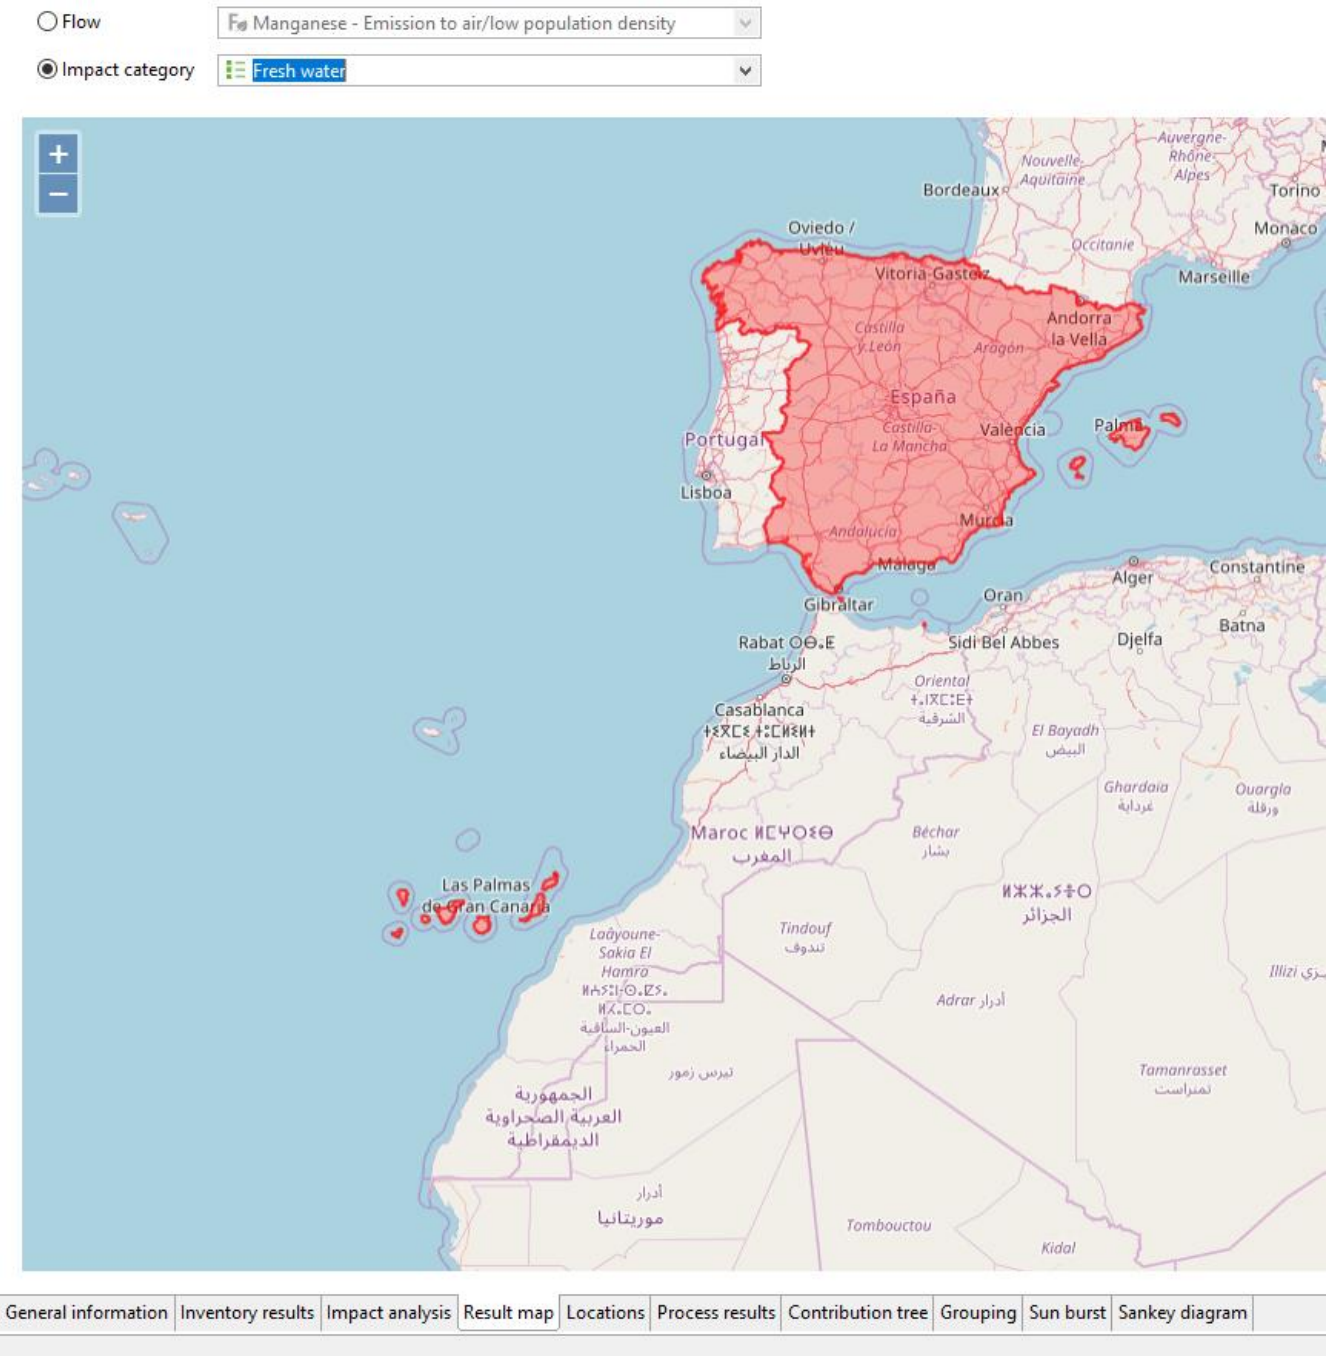 Flow
Manganese - Emission to air/low population density
Impact category
Fresh water
+
−
Auvergne-
Rhône-
Alpes
Nouvelle-
Aquitaine
Bordeaux
Torino
Oviedo /
Uviéu
Monaco
Occitanie
Vitoria-Gasteiz
Marseille
Andorra
la Vella
Castilla
y León
Aragón
España
Castilla-
La Mancha
València
Palma
Portugal
Lisboa
Murcia
Andalucía
Málaga
Gibraltar
Alger
Constantine
Oran
Batna
Rabat ⵔⴱⴰⵟ
الرباط
Sidi Bel Abbes
Djelfa
Oriental
الشرقية
Casablanca
الدار البيضاء
El Bayadh
البيض
Ghardaia
غرداية
Ouargla
ورقلة
Maroc ⵍⵎⵖⵔⵉⴱ
المغرب
Béchar
بشار
Las Palmas
de Gran Canaria
الجزائر
Tindouf
تندوف
Laâyoune-
Sakia El
Hamra
العيون-الساقية
الحمراء
Illizi
Adrar أدرار
تيرس زمور
Tamanrasset
تمنراست
الجمهورية
العربية الصحراوية
الديمقراطية
أدرار
موريتانيا
Tombouctou
Kidal
General information
Inventory results
Impact analysis
Result map
Locations
Process results
Contribution tree
Grouping
Sun burst
Sankey diagram